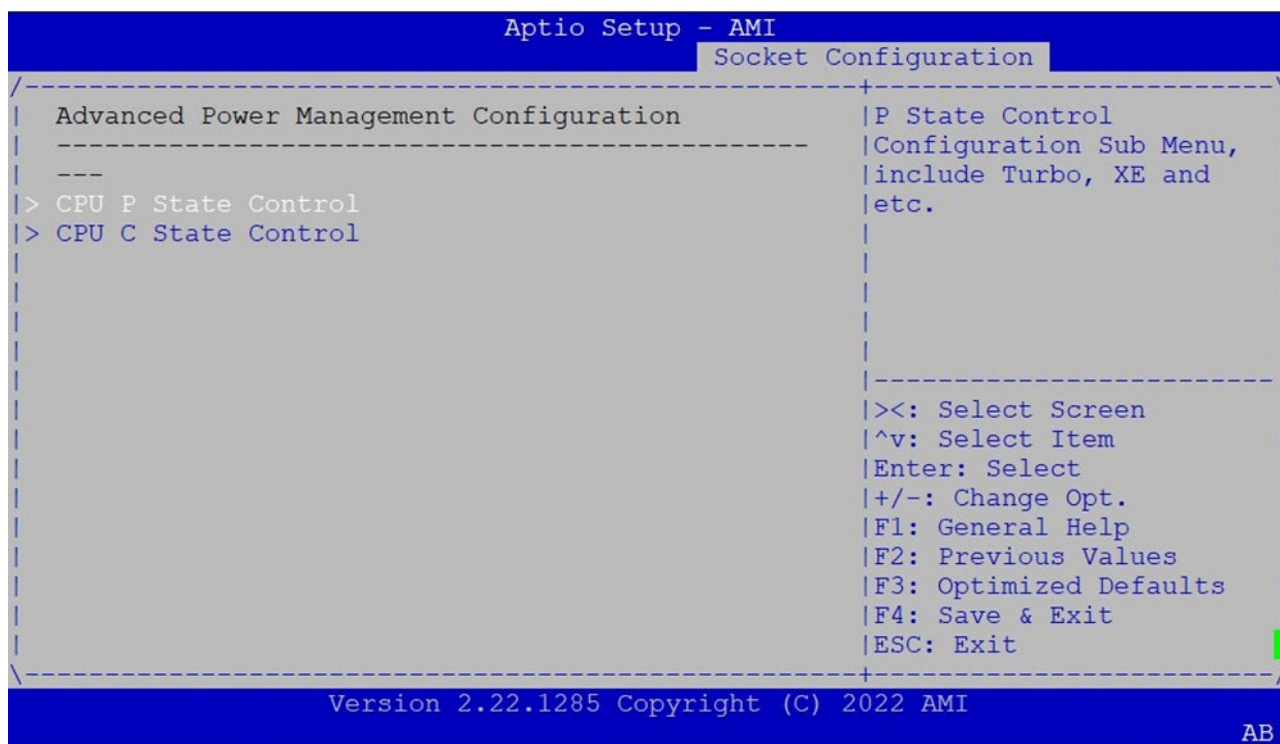 Aptio Setup - AMI
Socket Configuration
Advanced Power Management Configuration
-----------------------------------------------
---
> CPU P State Control
> CPU C State Control
P State Control
Configuration Sub Menu,
include Turbo, XE and
etc.
><: Select Screen
^v: Select Item
Enter: Select
+/-: Change Opt.
F1: General Help
F2: Previous Values
F3: Optimized Defaults
F4: Save & Exit
ESC: Exit
Version 2.22.1285 Copyright (C) 2022 AMI
AB